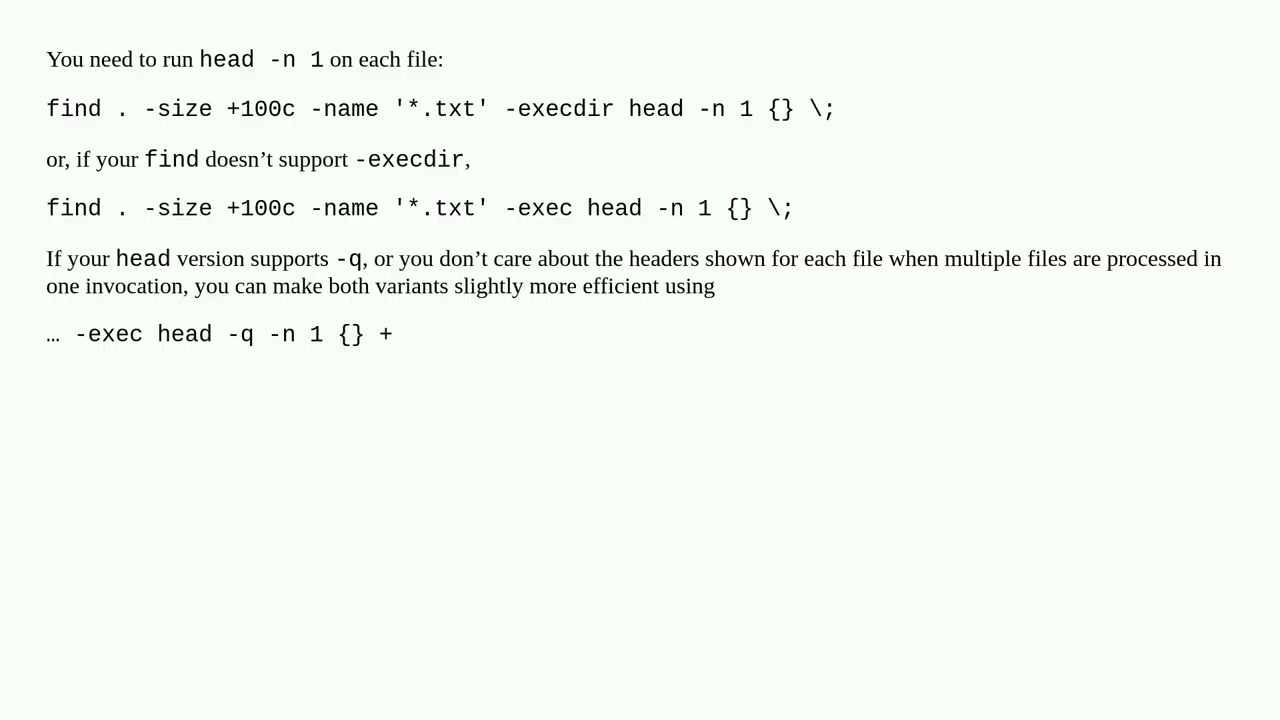 You need to run head -n 1 on each file:
find . -size +100c -name '*.txt' -execdir head -n 1 {} \;
or, if your find doesn’t support -execdir,
find . -size +100c -name '*.txt' -exec head -n 1 {} \;
If your head version supports -q, or you don’t care about the headers shown for each file when multiple files are processed in
one invocation, you can make both variants slightly more efficient using
… -exec head -q -n 1 {} +